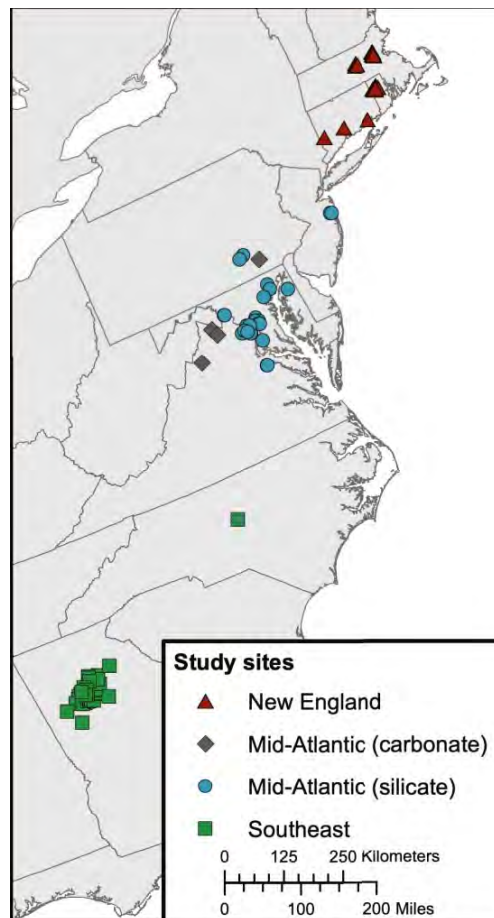 Study sites
New England
Mid-Atlantic (carbonate)
Mid-Atlantic (silicate)
Southeast
0 125 250 Kilometers
0 100 200 Miles